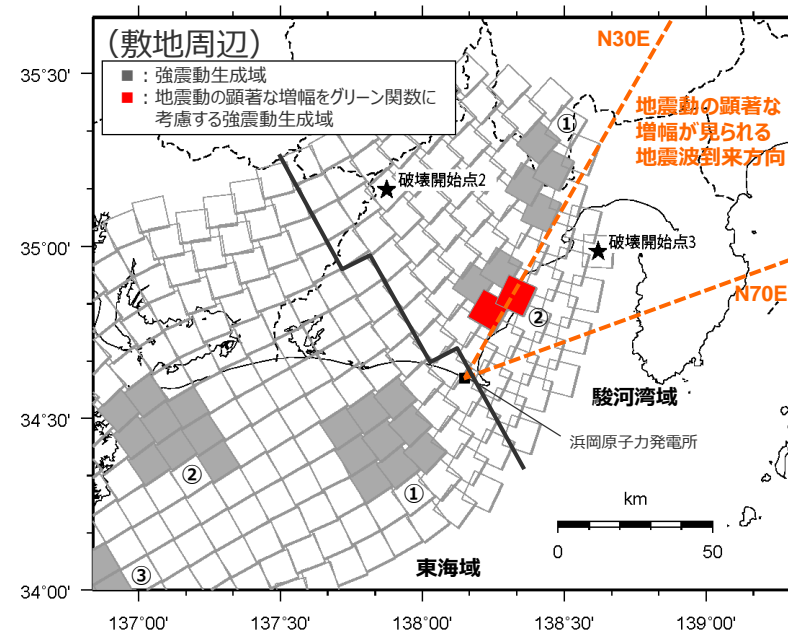 (敷地周辺)
■ : 強震動生成域
■ : 地震動の顕著な増幅をグリーン関数に
考慮する強震動生成域
N30E
地震動の顕著な
増幅が見られる
地震波到来方向
①
★ 破壊開始点2
★ 破壊開始点3
N70E
②
駿河湾域
浜岡原子力発電所
②
①
③
東海域
km
0 50
35°30'
35°00'
34°30'
34°00'
137°00' 137°30' 138°00' 138°30' 139°00'